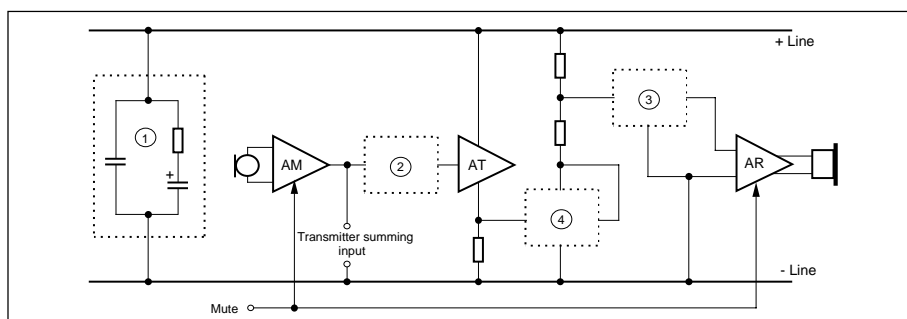 + Line
1
+
AM
2
AT
3
AR
4
Transmitter summing
input
- Line
Mute